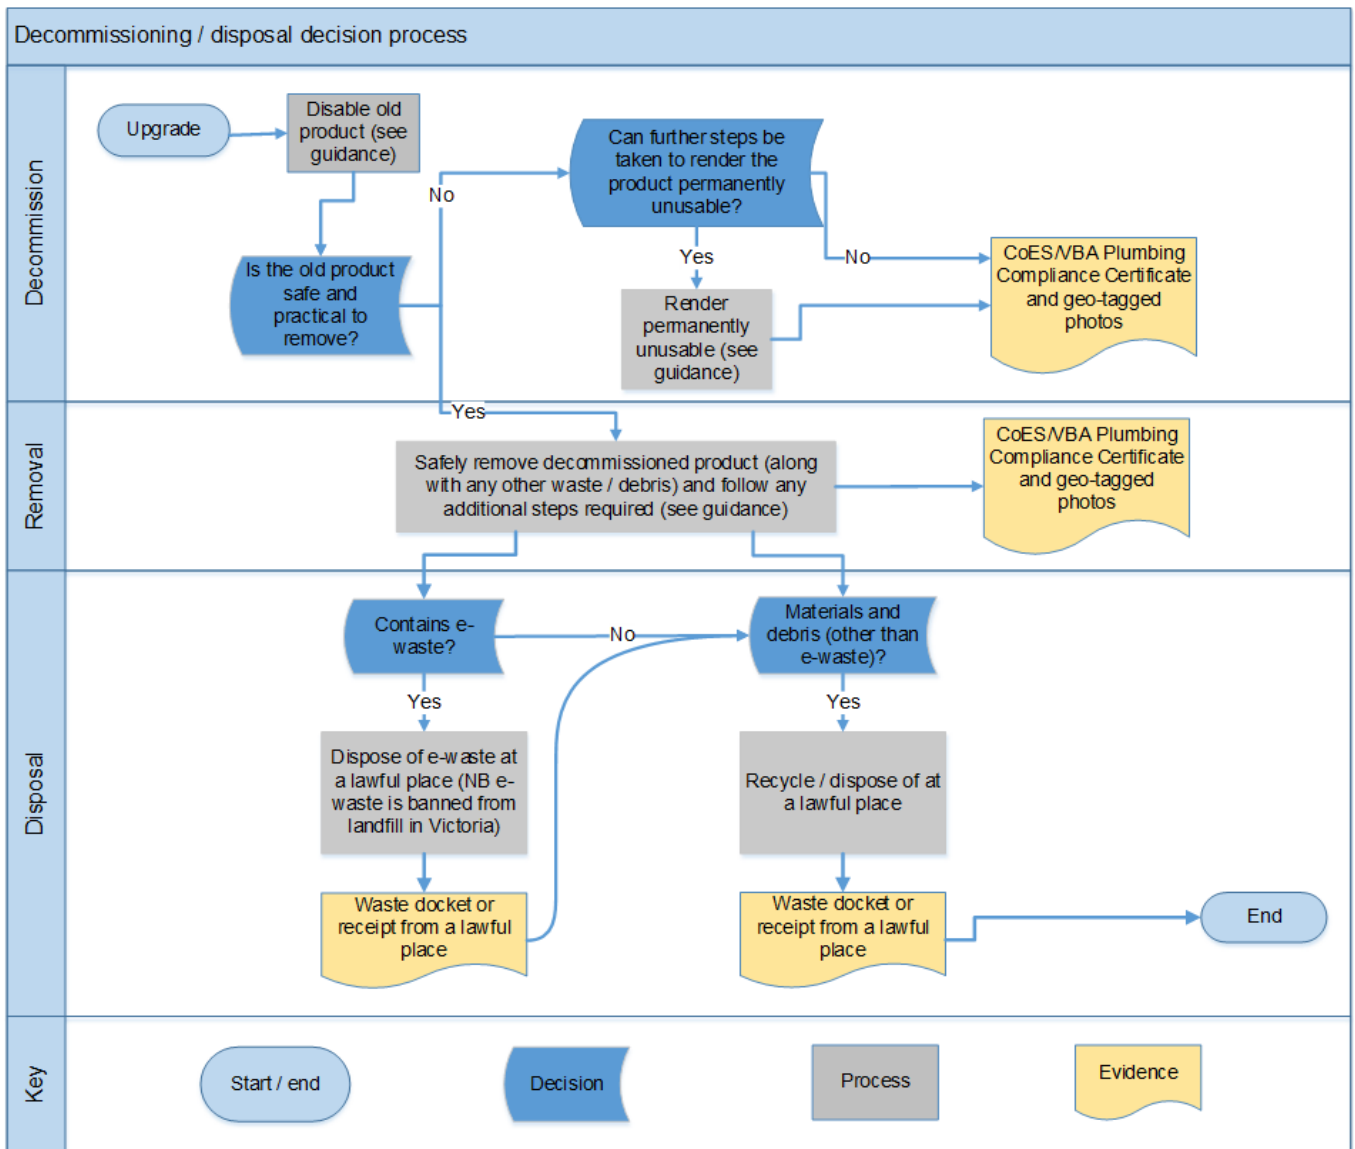 Decommissioning / disposal decision process
Decommission
Upgrade
Disable old
product (see
guidance)
Is the old product
safe and
practical to
remove?
No
Can further steps be
taken to render the
product permanently
unusable?
Yes
No
Render
permanently
unusable (see
guidance)
CoES/VBA Plumbing
Compliance Certificate
and geo-tagged
photos
Removal
Yes
Safely remove decommissioned product (along
with any other waste / debris) and follow any
additional steps required (see guidance)
CoES/VBA Plumbing
Compliance Certificate
and geo-tagged
photos
Disposal
Contains e-
waste?
No
Materials and
debris (other than
e-waste)?
Yes
Yes
Dispose of e-waste at
a lawful place (NB e-
waste is banned from
landfill in Victoria)
Recycle / dispose of at
a lawful place
Waste docket or
receipt from a lawful
place
Waste docket or
receipt from a lawful
place
End
Key
Start / end
Decision
Process
Evidence